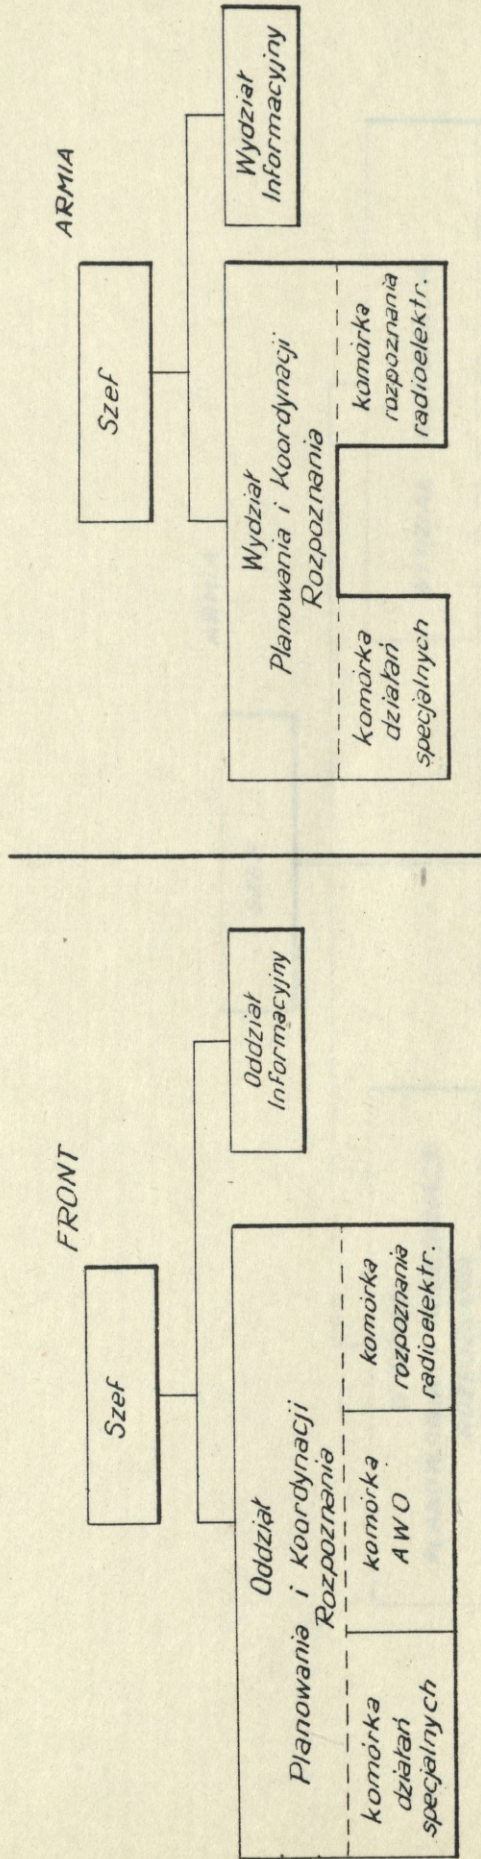 FRONT
Szef
Oddział
Planowania i Koordynacji
Rozpoznania
komórka
działań
specjalnych
komórka
AWO
komórka
rozpoznania
radioelektr.
Oddział
Informacyjny
ARMIA
Szef
Wydział
Planowania i Koordynacji
Rozpoznania
komórka
działań
specjalnych
komórka
rozpoznania
radioelektr.
Wydział
Informacyjny